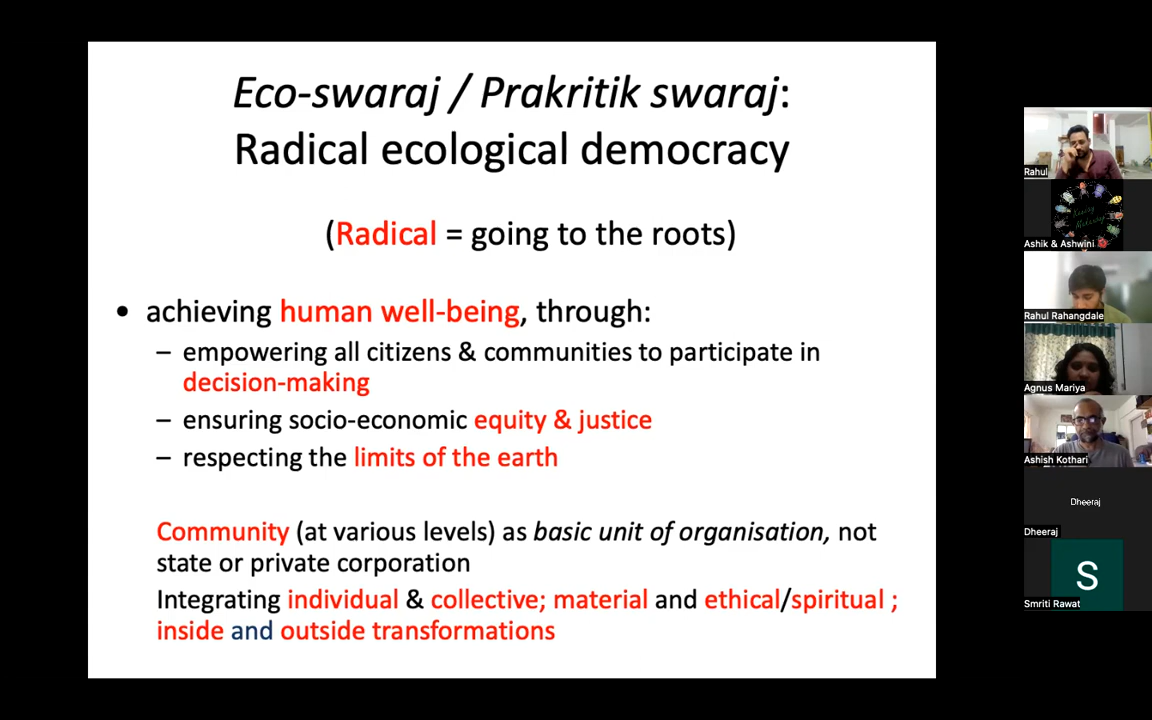 Eco-swaraj / Prakritik swaraj:
Radical ecological democracy
(Radical = going to the roots)
• achieving human well-being, through:
– empowering all citizens & communities to participate in
decision-making
– ensuring socio-economic equity & justice
– respecting the limits of the earth
Community (at various levels) as basic unit of organisation, not
state or private corporation
Integrating individual & collective; material and ethical/spiritual ;
inside and outside transformations
Rahul
Ashik & Ashwini
Rahul Rahangdale
Agnus Mariya
Ashish Kothari
Dheeraj
Dheeraj
S
Smriti Rawat